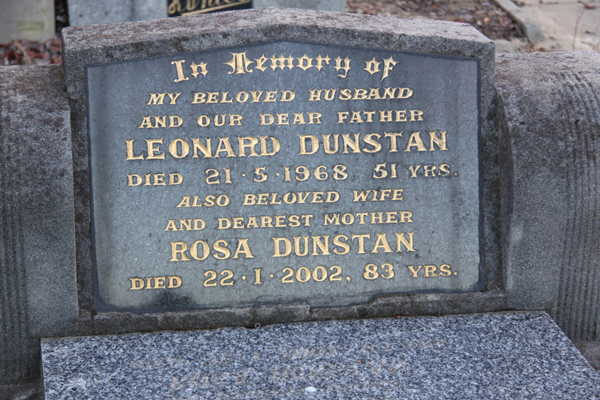 In Memory of
MY BELOVED HUSBAND
AND OUR DEAR FATHER
LEONARD DUNSTAN
DIED 21·5·1968 51 YRS.
ALSO BELOVED WIFE
AND DEAREST MOTHER
ROSA DUNSTAN
DIED 22·1·2002, 83 YRS.